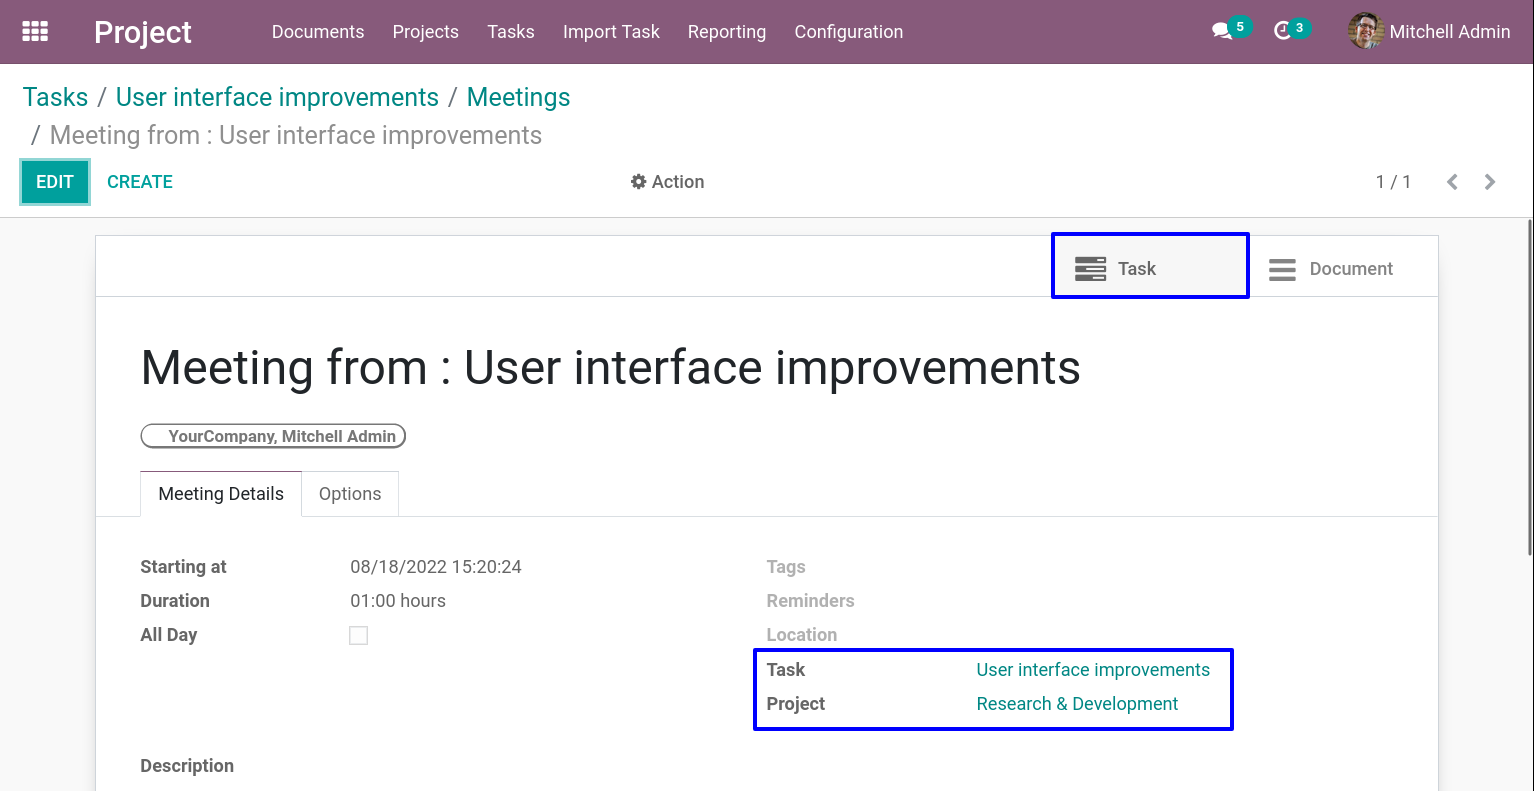 Project Documents Projects Tasks Import Task Reporting Configuration 5 3 Mitchell Admin
Tasks / User interface improvements / Meetings
/ Meeting from : User interface improvements
EDIT CREATE Action 1 / 1
Task Document
Meeting from : User interface improvements
YourCompany, Mitchell Admin
Meeting Details Options
Starting at 08/18/2022 15:20:24 Tags
Duration 01:00 hours Reminders
All Day Location
Task User interface improvements
Project Research & Development
Description